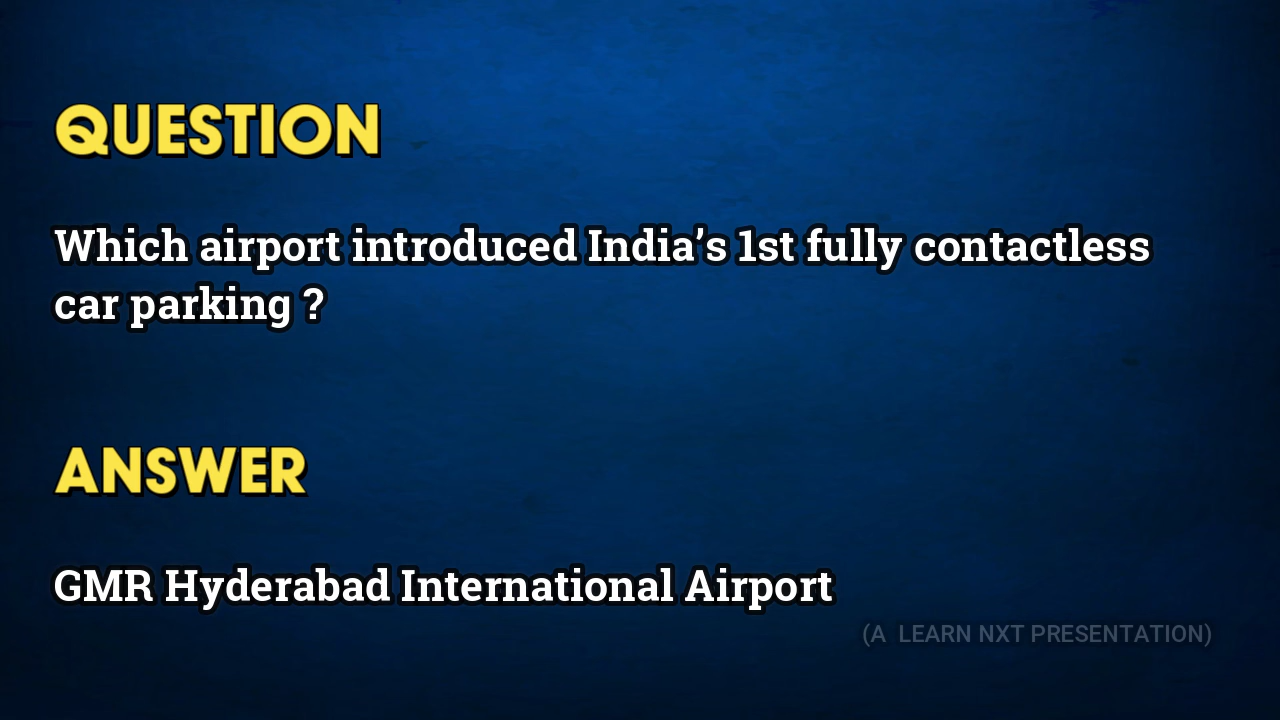 QUESTION
Which airport introduced India’s 1st fully contactless
car parking ?
ANSWER
GMR Hyderabad International Airport
(A LEARN NXT PRESENTATION)